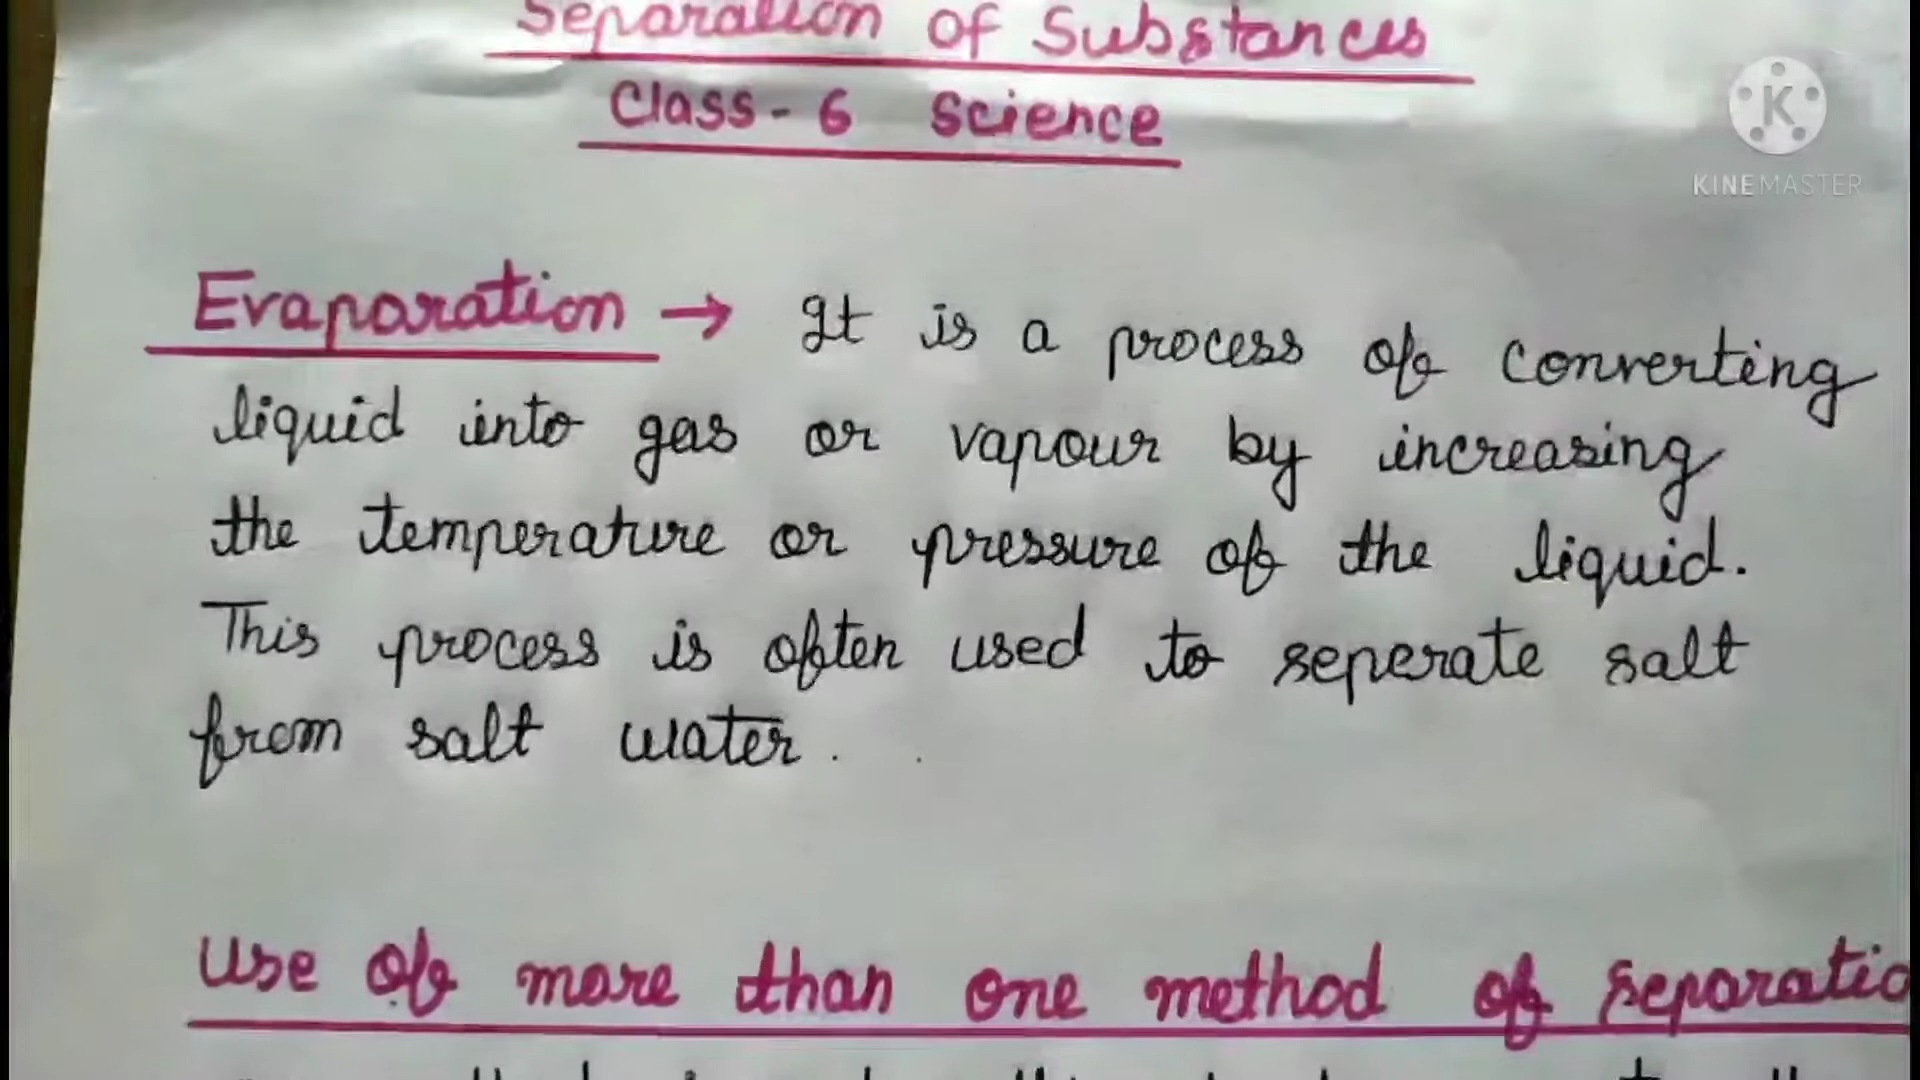 Separation of Substances
Class - 6 Science
KINEMASTER
Evaporation → It is a process of converting
liquid into gas or vapour by increasing
the temperature or pressure of the liquid.
This process is often used to seperate salt
from salt water.
Use of more than one method of separatio